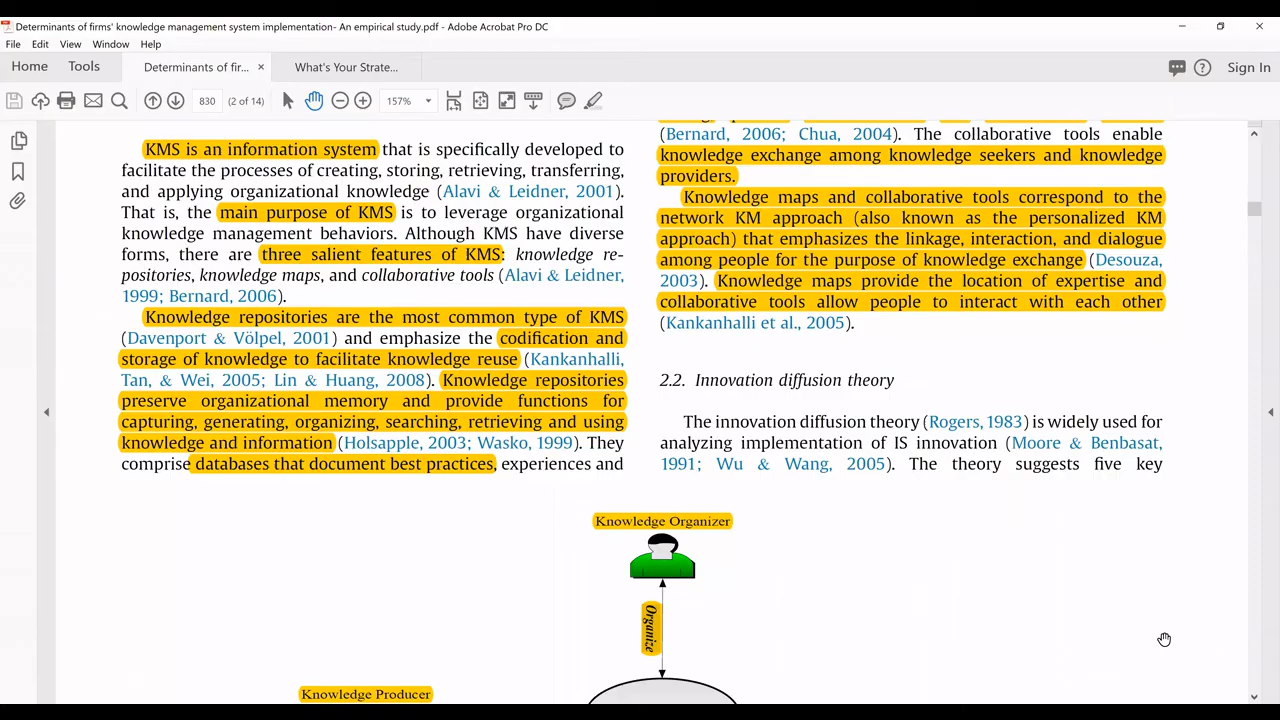 Determinants of firms' knowledge management system implementation- An empirical study.pdf - Adobe Acrobat Pro DC
File Edit View Window Help
Home Tools Determinants of fir... × What's Your Strate... Sign In
830 (2 of 14) 157%
KMS is an information system that is specifically developed to
facilitate the processes of creating, storing, retrieving, transferring,
and applying organizational knowledge (Alavi & Leidner, 2001).
That is, the main purpose of KMS is to leverage organizational
knowledge management behaviors. Although KMS have diverse
forms, there are three salient features of KMS: knowledge re-
positories, knowledge maps, and collaborative tools (Alavi & Leidner,
1999; Bernard, 2006).
Knowledge repositories are the most common type of KMS
(Davenport & Völpel, 2001) and emphasize the codification and
storage of knowledge to facilitate knowledge reuse (Kankanhalli,
Tan, & Wei, 2005; Lin & Huang, 2008). Knowledge repositories
preserve organizational memory and provide functions for
capturing, generating, organizing, searching, retrieving and using
knowledge and information (Holsapple, 2003; Wasko, 1999). They
comprise databases that document best practices, experiences and
(Bernard, 2006; Chua, 2004). The collaborative tools enable
knowledge exchange among knowledge seekers and knowledge
providers.
Knowledge maps and collaborative tools correspond to the
network KM approach (also known as the personalized KM
approach) that emphasizes the linkage, interaction, and dialogue
among people for the purpose of knowledge exchange (Desouza,
2003). Knowledge maps provide the location of expertise and
collaborative tools allow people to interact with each other
(Kankanhalli et al., 2005).
2.2. Innovation diffusion theory
The innovation diffusion theory (Rogers, 1983) is widely used for
analyzing implementation of IS innovation (Moore & Benbasat,
1991; Wu & Wang, 2005). The theory suggests five key
Knowledge Organizer
Organize
Knowledge Producer